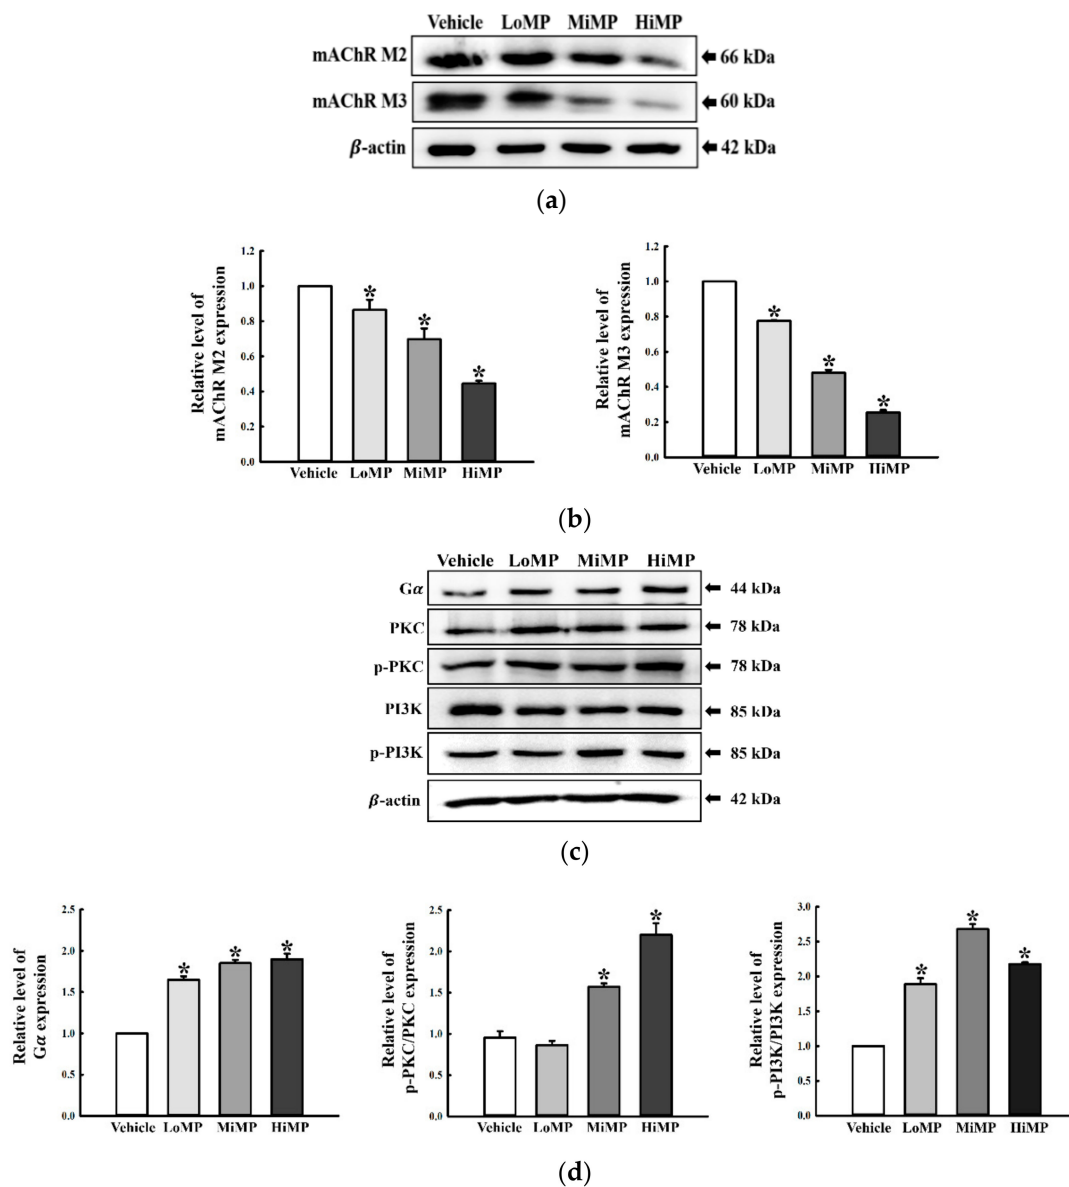 Vehicle LoMP MiMP HiMP
mAChR M2 66 kDa
mAChR M3 60 kDa
β-actin 42 kDa
(a)
Relative level of
mAChR M2 expression
1.2
1.0
0.8
0.6
0.4
0.2
0.0
* * *
Vehicle LoMP MiMP HiMP
Relative level of
mAChR M3 expression
1.2
1.0
0.8
0.6
0.4
0.2
0.0
* * *
Vehicle LoMP MiMP HiMP
(b)
Vehicle LoMP MiMP HiMP
Gα 44 kDa
PKC 78 kDa
p-PKC 78 kDa
PI3K 85 kDa
p-PI3K 85 kDa
β-actin 42 kDa
(c)
Relative level of
Gα expression
2.5
2.0
1.5
1.0
0.5
0.0
* * *
Vehicle LoMP MiMP HiMP
Relative level of
p-PKC/PKC expression
2.5
2.0
1.5
1.0
0.5
0.0
* *
Vehicle LoMP MiMP HiMP
Relative level of
p-PI3K/PI3K expression
3.0
2.5
2.0
1.5
1.0
0.5
0.0
* * *
Vehicle LoMP MiMP HiMP
(d)